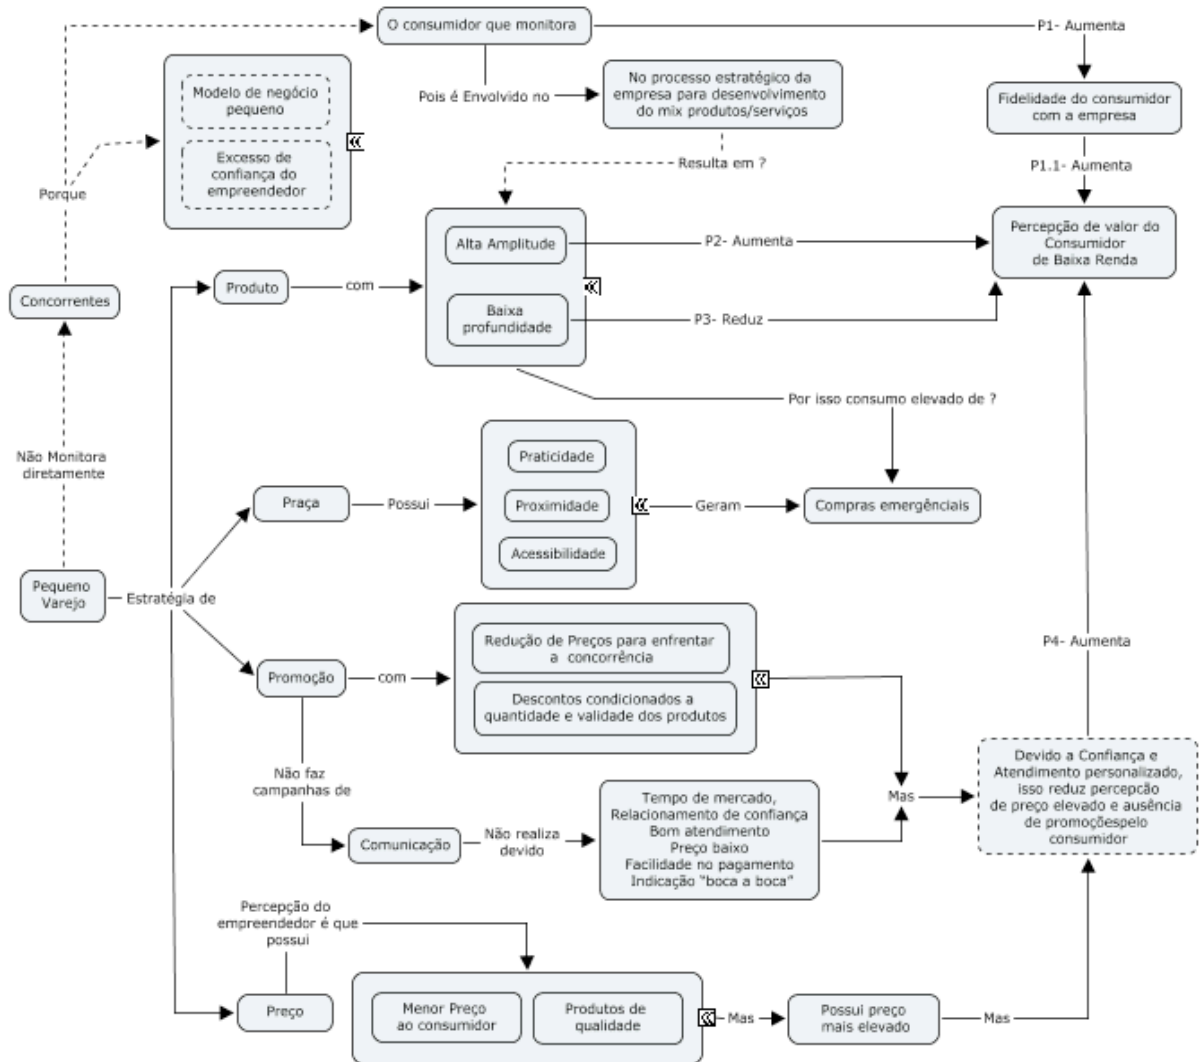 O consumidor que monitora
P1- Aumenta
Modelo de negócio
pequeno
Pois é Envolvido no
No processo estratégico da
empresa para desenvolvimento
do mix produtos/serviços
Fidelidade do consumidor
com a empresa
Excesso de
confiança do
empreendedor
Resulta em ?
P1.1- Aumenta
Porque
Alta Amplitude
P2- Aumenta
Percepção de valor do
Consumidor
de Baixa Renda
Concorrentes
Produto
com
Baixa
profundidade
P3- Reduz
Por isso consumo elevado de ?
Não Monitora
diretamente
Praça
Possui
Praticidade
Proximidade
Acessibilidade
Geram
Compras emergênciais
Pequeno
Varejo
Estratégia de
Promoção
com
Redução de Preços para enfrentar
a concorrência
Descontos condicionados a
quantidade e validade dos produtos
P4- Aumenta
Não faz
campanhas de
Comunicação
Não realiza
devido
Tempo de mercado,
Relacionamento de confiança
Bom atendimento
Preço baixo
Facilidade no pagamento
Indicação "boca a boca"
Mas
Devido a Confiança e
Atendimento personalizado,
isso reduz percepcão
de preço elevado e ausência
de promoçõespelo
consumidor
Percepção do
empreendedor é que
possui
Preço
Menor Preço
ao consumidor
Produtos de
qualidade
Mas
Possui preço
mais elevado
Mas